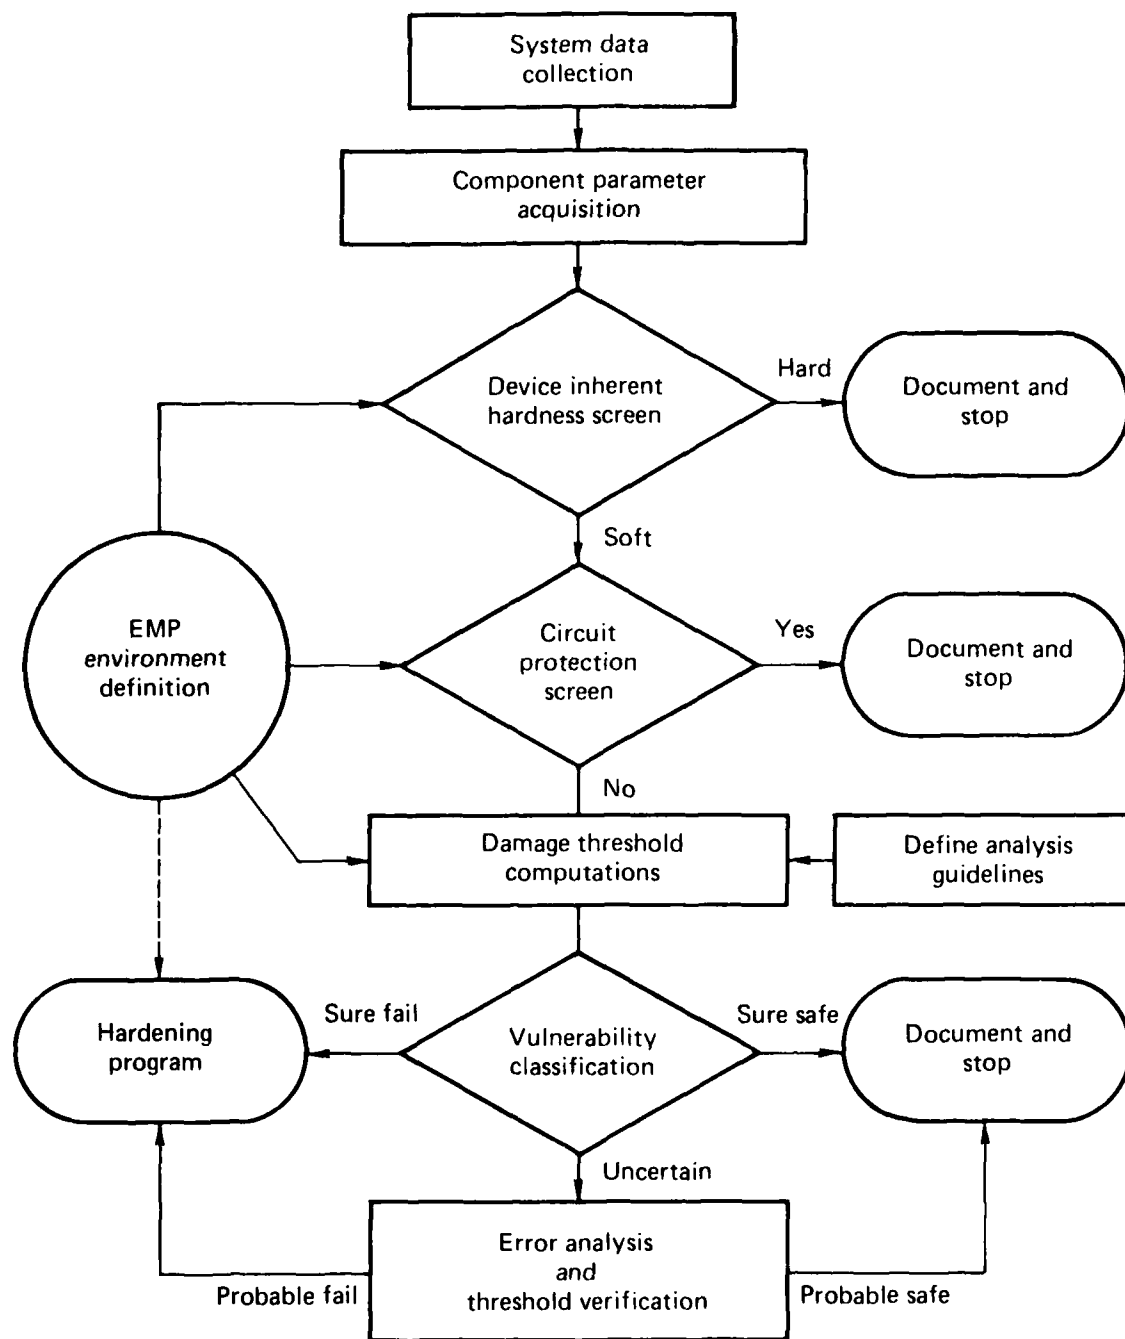 System data
collection
Component parameter
acquisition
Device inherent
hardness screen
Hard
Document and
stop
Soft
EMP
environment
definition
Circuit
protection
screen
Yes
Document and
stop
No
Damage threshold
computations
Define analysis
guidelines
Hardening
program
Sure fail
Vulnerability
classification
Sure safe
Document and
stop
Uncertain
Error analysis
and
threshold verification
Probable fail
Probable safe